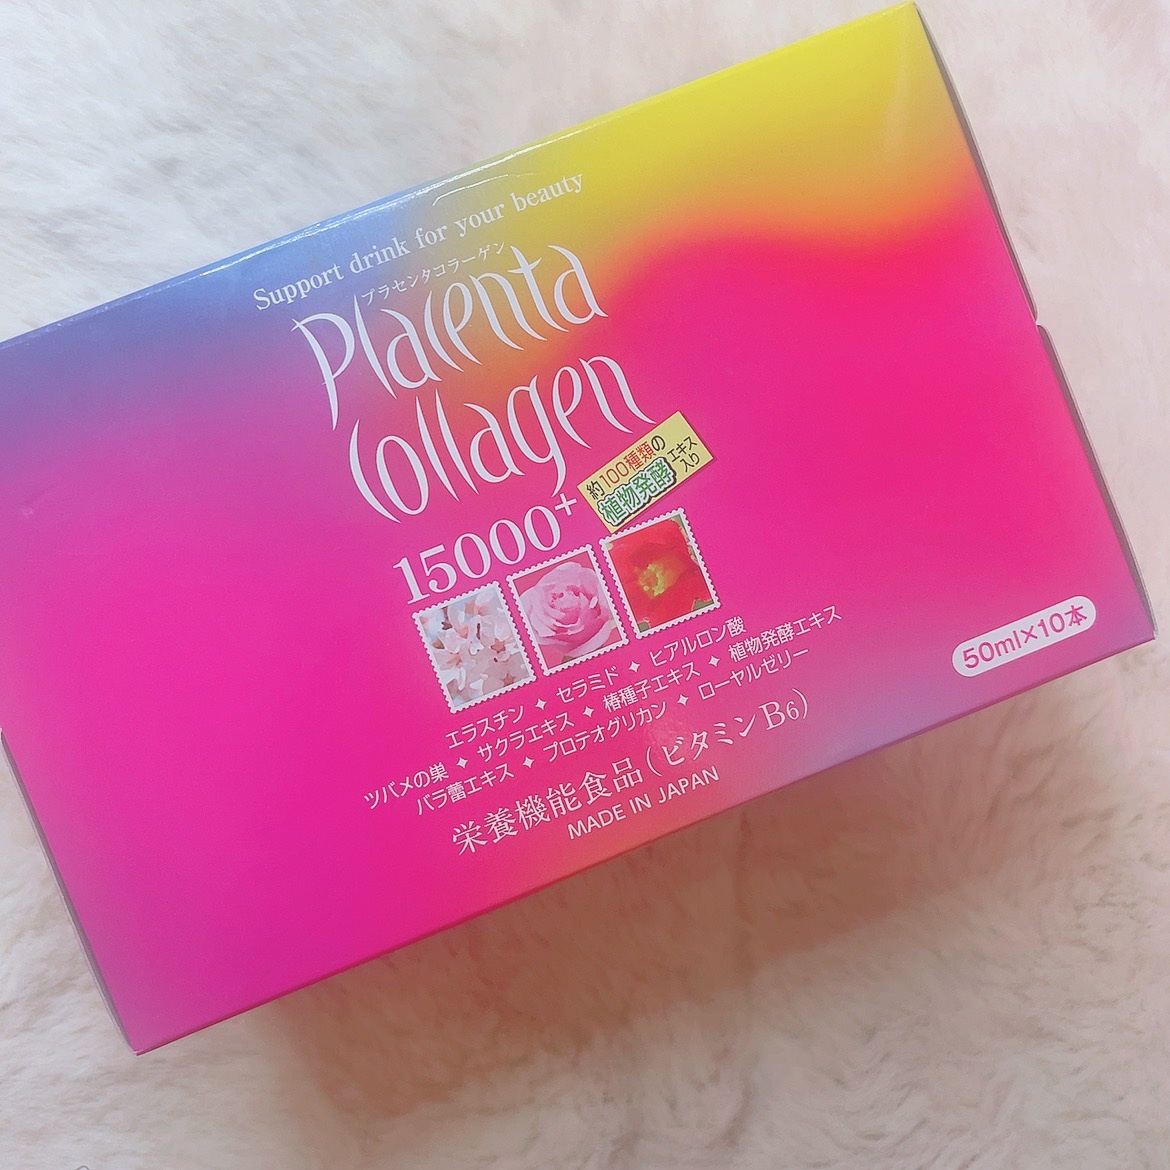 Support drink for your beauty
プラセンタコラーゲン
Placenta
Collagen
15000+
約100種類の
植物発酵
エキス
入り
エラスチン ✦ セラミド ✦ ヒアルロン酸
ツバメの巣 ✦ サクラエキス ✦ 椿種子エキス ✦ 植物発酵エキス
バラ蕾エキス ✦ プロテオグリカン ✦ ローヤルゼリー
栄養機能食品(ビタミンB6)
MADE IN JAPAN
50ml×10本